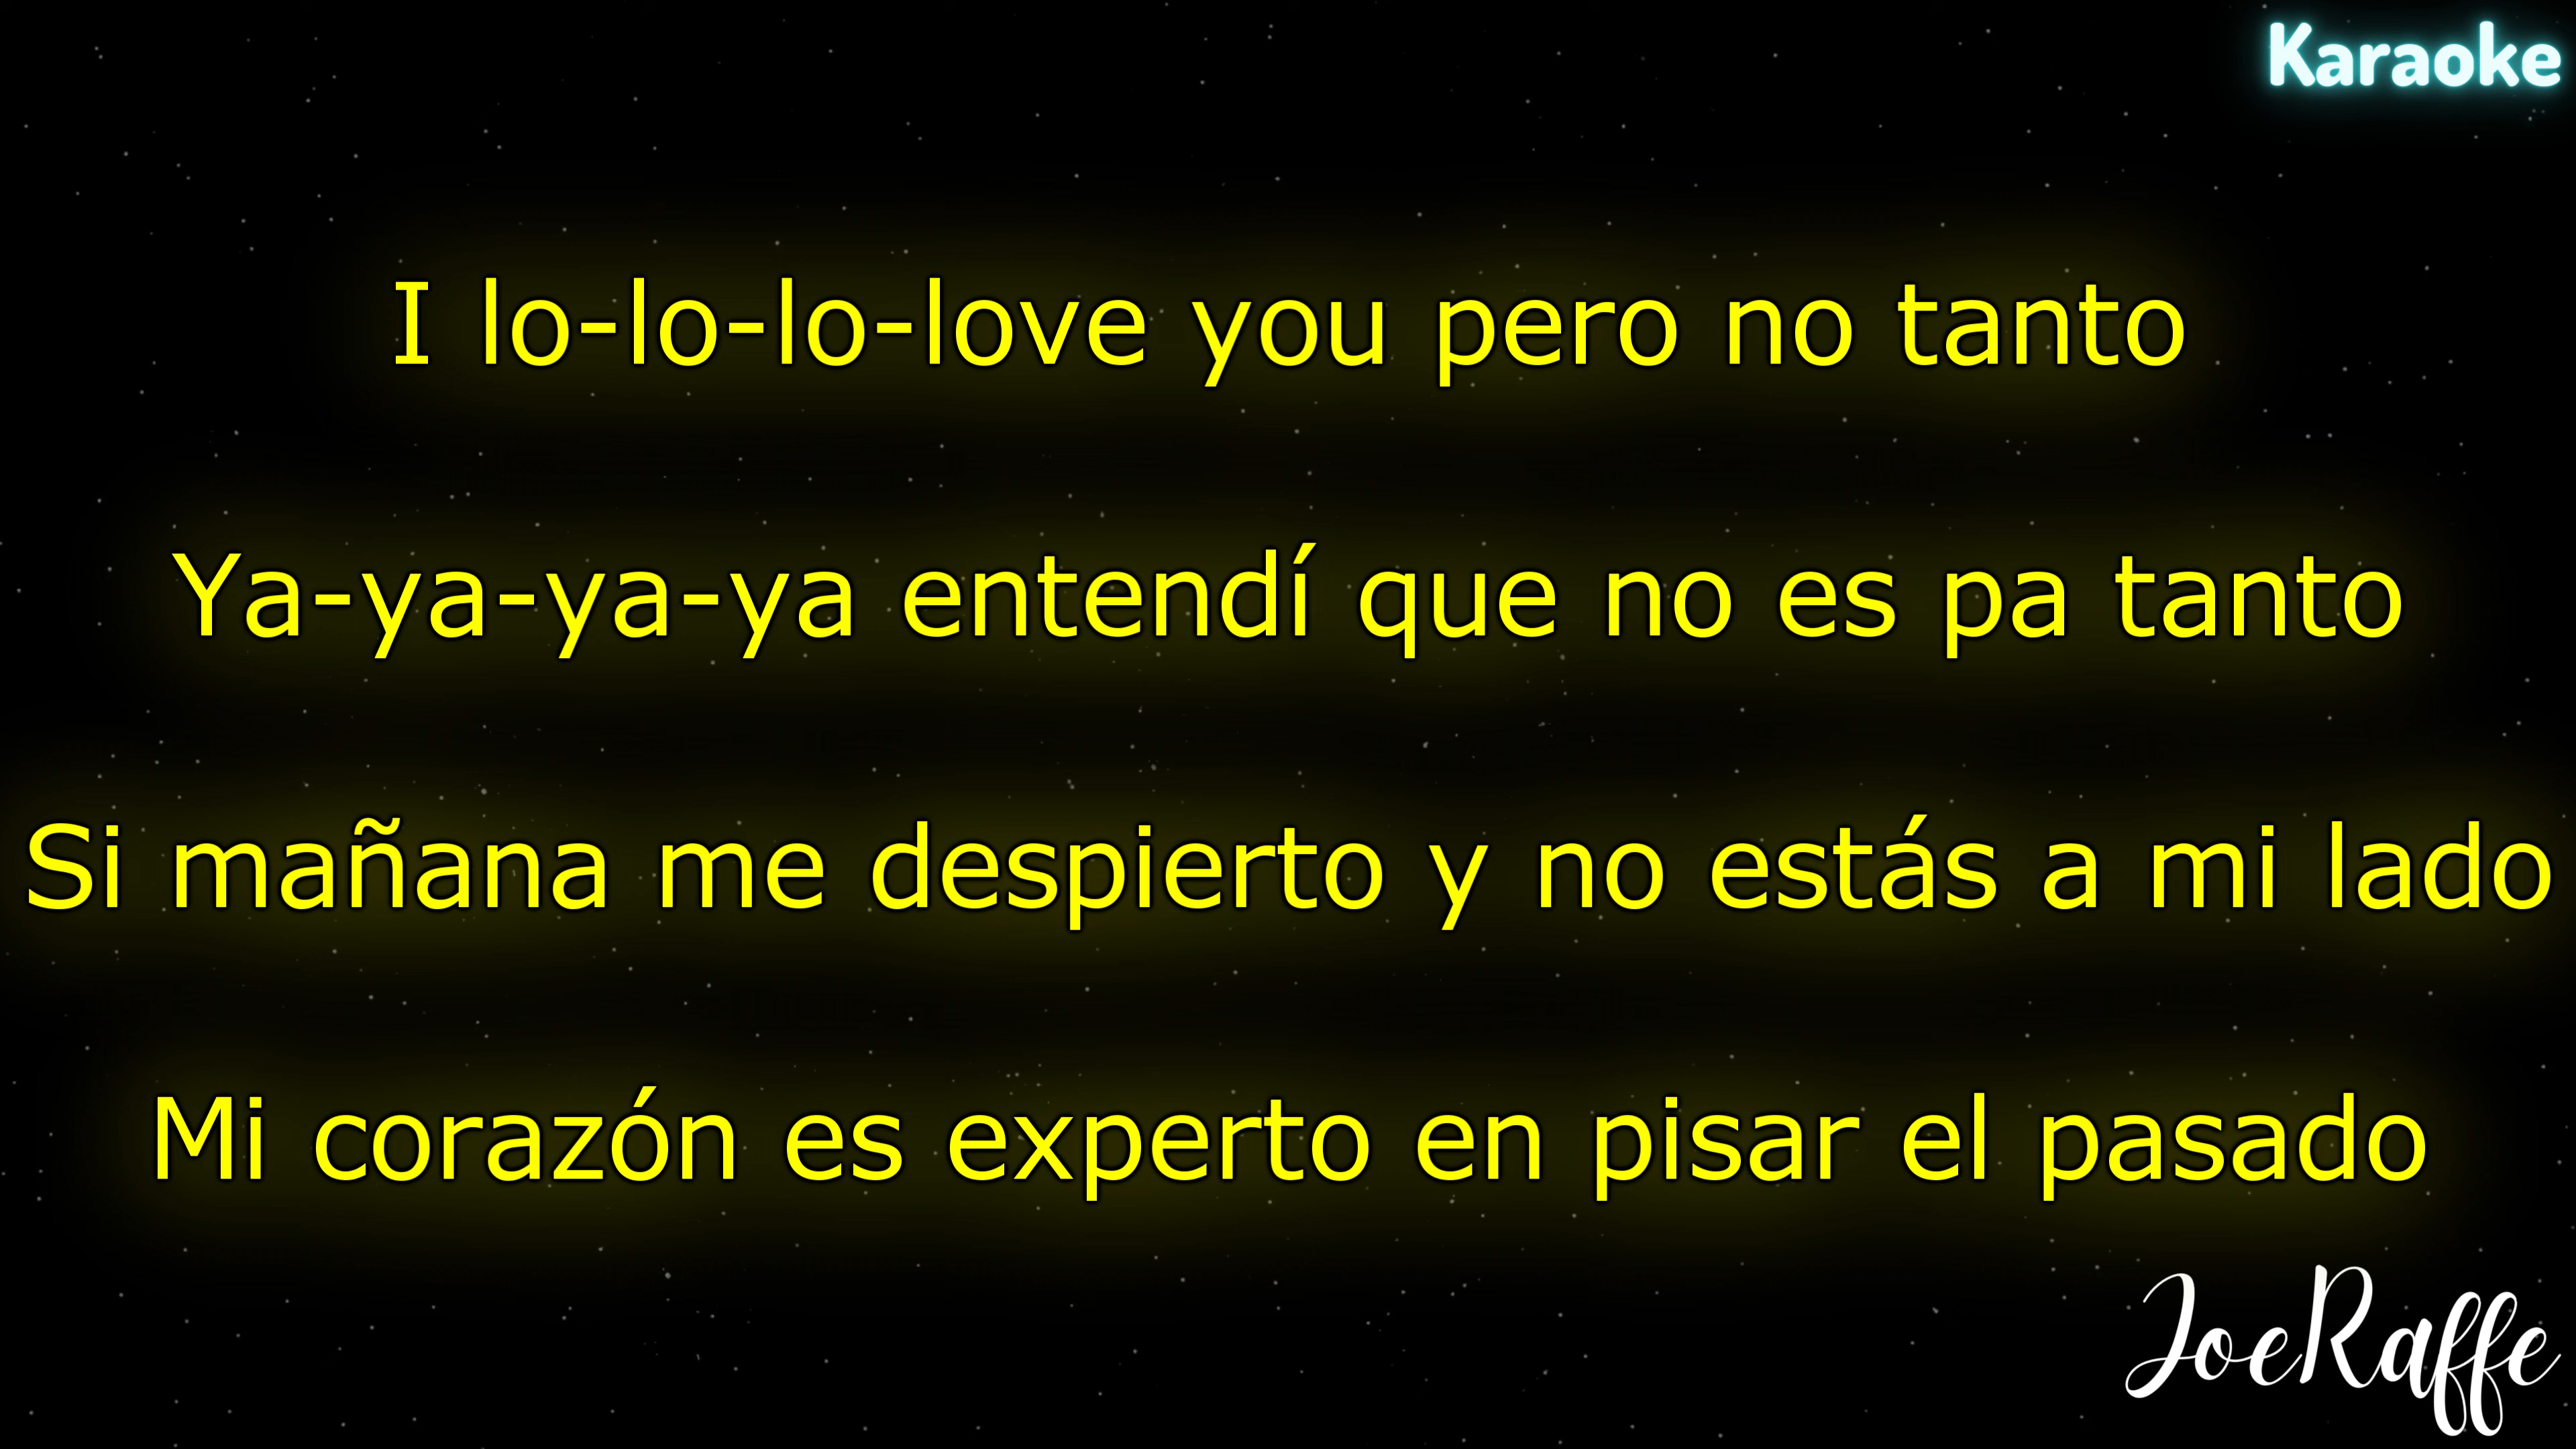 Karaoke
I lo-lo-lo-love you pero no tanto
Ya-ya-ya-ya entendí que no es pa tanto
Si mañana me despierto y no estás a mi lado
Mi corazón es experto en pisar el pasado
JoeRaffe